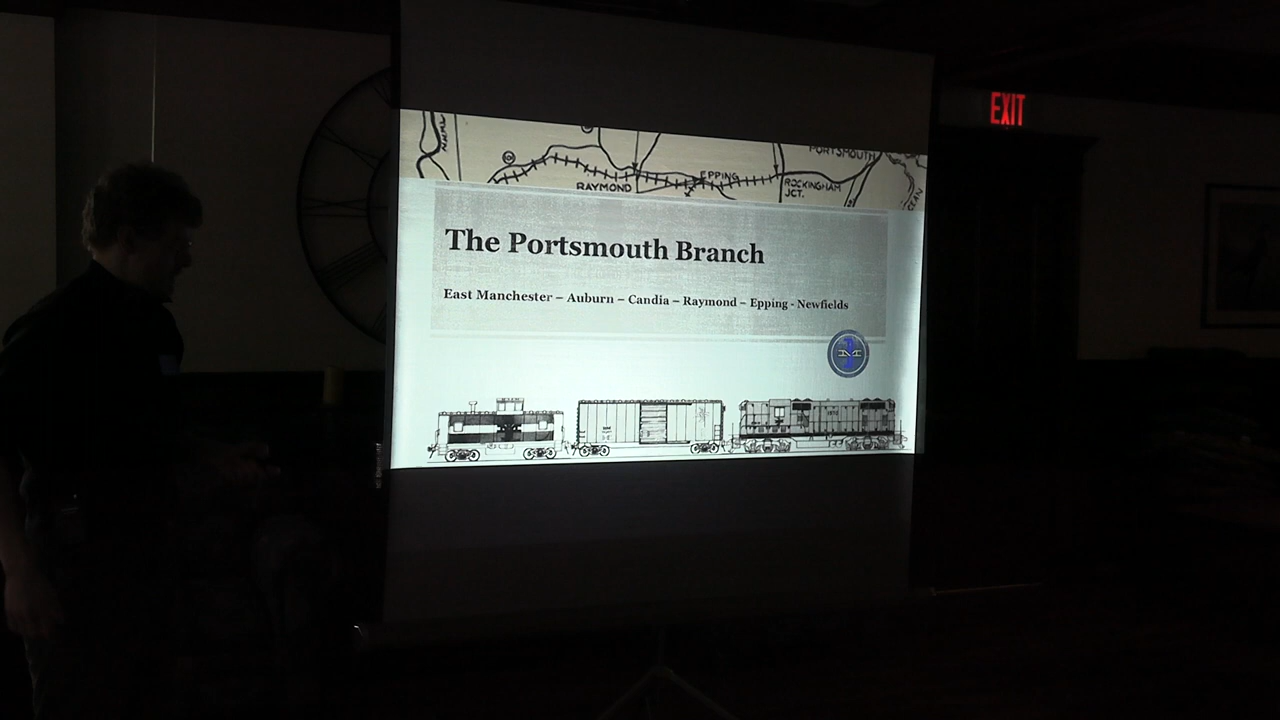 EXIT
PORTSMOUTH
EPPING
RAYMOND
ROCKINGHAM
JCT.
The Portsmouth Branch
East Manchester – Auburn – Candia – Raymond – Epping - Newfields